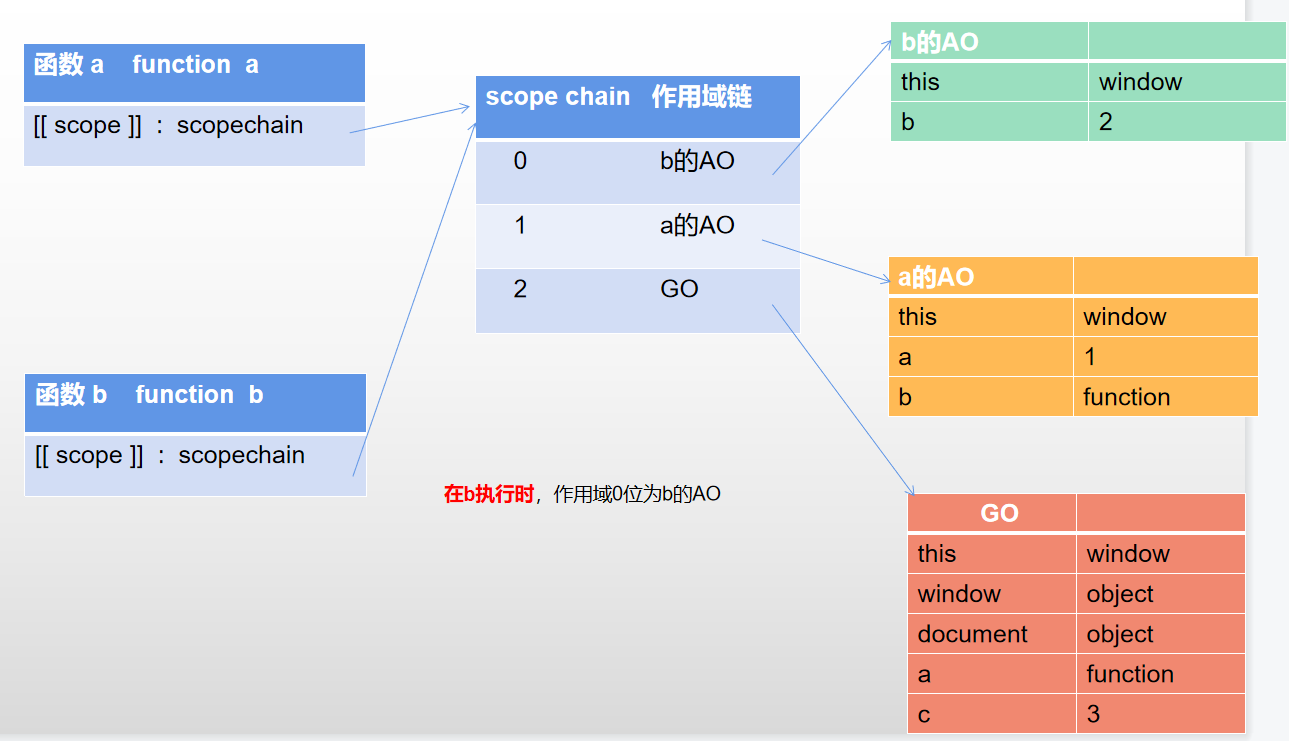 函数 a function a
[[ scope ]] : scopechain
scope chain 作用域链
0 b的AO
1 a的AO
2 GO
函数 b function b
[[ scope ]] : scopechain
在b执行时，作用域0位为b的AO
b的AO
this window
b 2
a的AO
this window
a 1
b function
GO
this window
window object
document object
a function
c 3